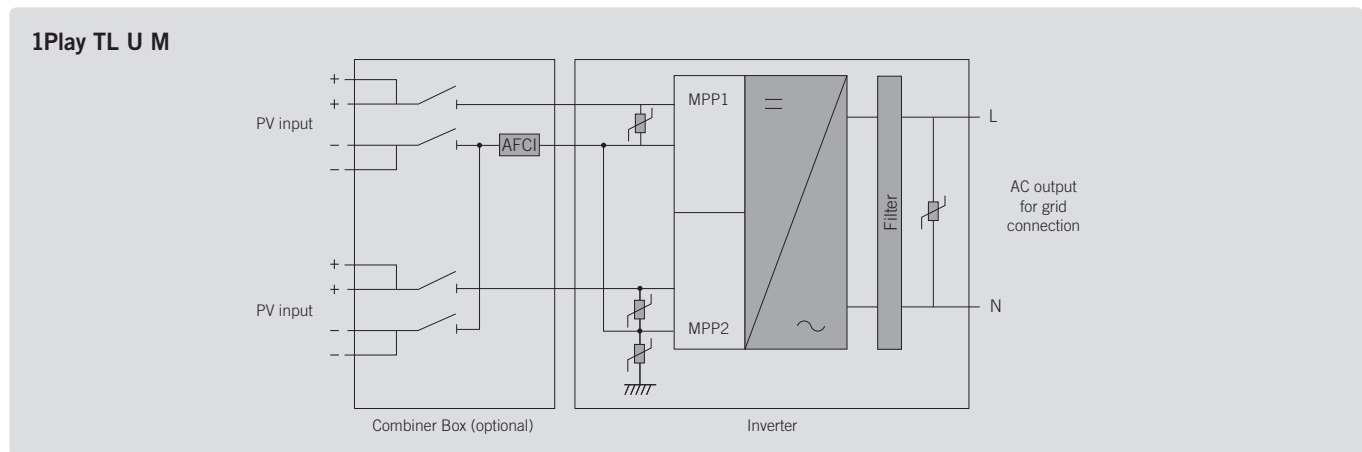 1Play TL U M
+
+
PV input
−
−
AFCI
MPP1
L
AC output
for grid
connection
Filter
+
+
PV input
−
−
MPP2
N
Combiner Box (optional)
Inverter